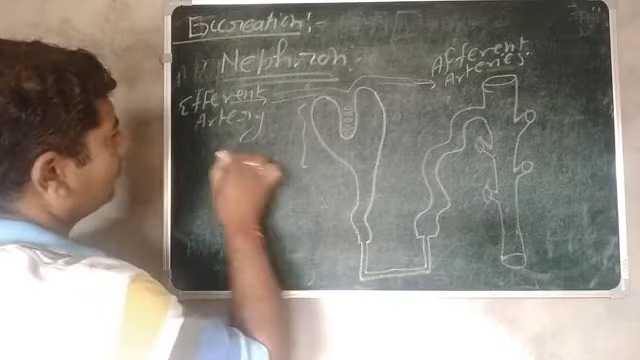 Excreation:-
Nephron:-
Afferent
Arteries:
Efferent
Artery